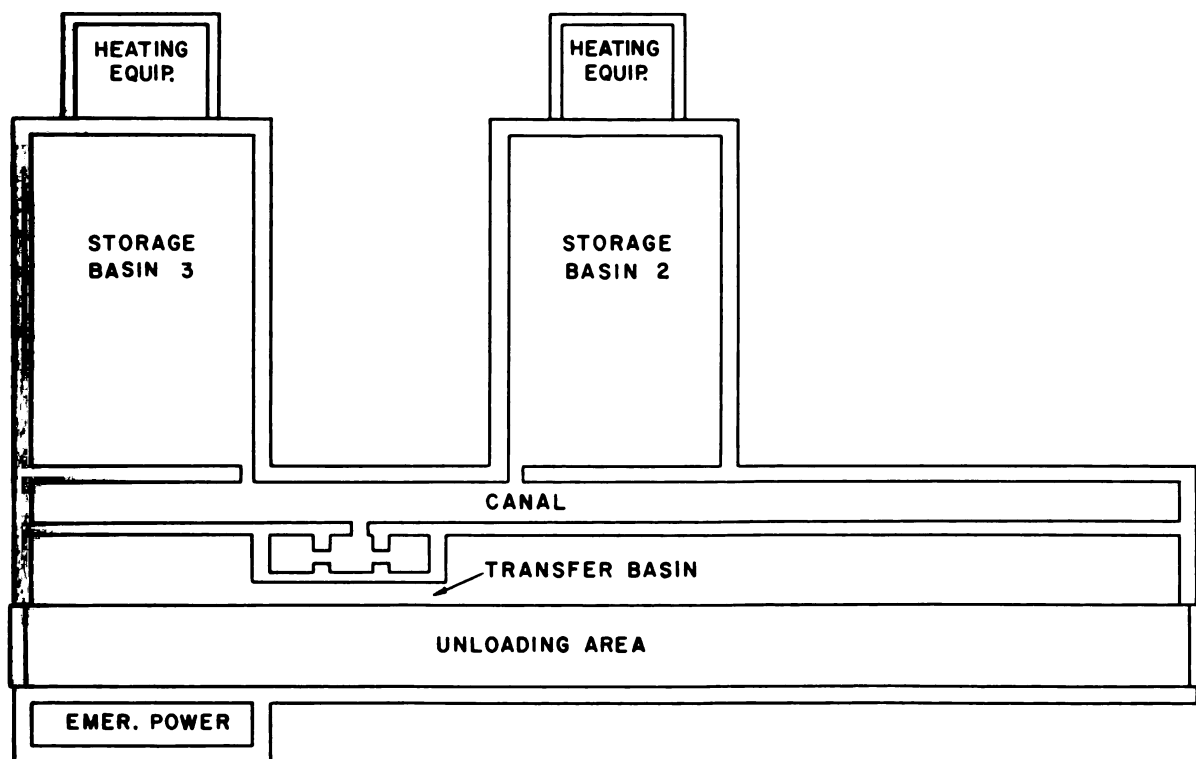 HEATING
EQUIP.
HEATING
EQUIP.
STORAGE
BASIN 3
STORAGE
BASIN 2
CANAL
TRANSFER BASIN
UNLOADING AREA
EMER. POWER